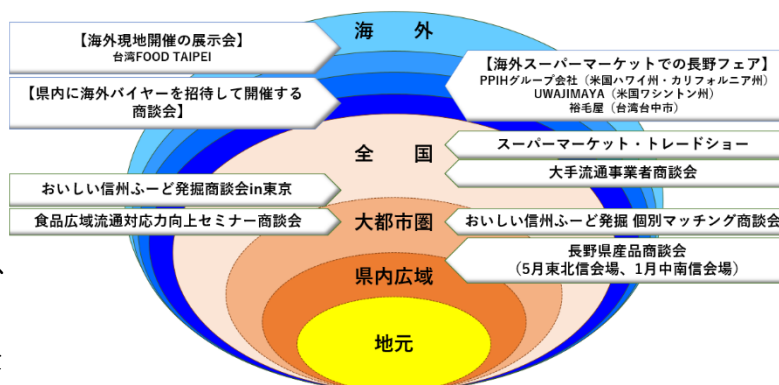 海 外
【海外現地開催の展示会】
台湾FOOD TAIPEI
【海外スーパーマーケットでの長野フェア】
PPIHグループ会社（米国ハワイ州・カリフォルニア州）
UWAJIMAYA（米国ワシントン州）
裕毛屋（台湾台中市）
【県内に海外バイヤーを招待して開催する
商談会】
全 国
スーパーマーケット・トレードショー
大手流通事業者商談会
おいしい信州ふーど発掘商談会in東京
食品広域流通対応力向上セミナー商談会
大都市圏
おいしい信州ふーど発掘 個別マッチング商談会
長野県産品商談会
（5月東北信会場、1月中南信会場）
県内広域
地元